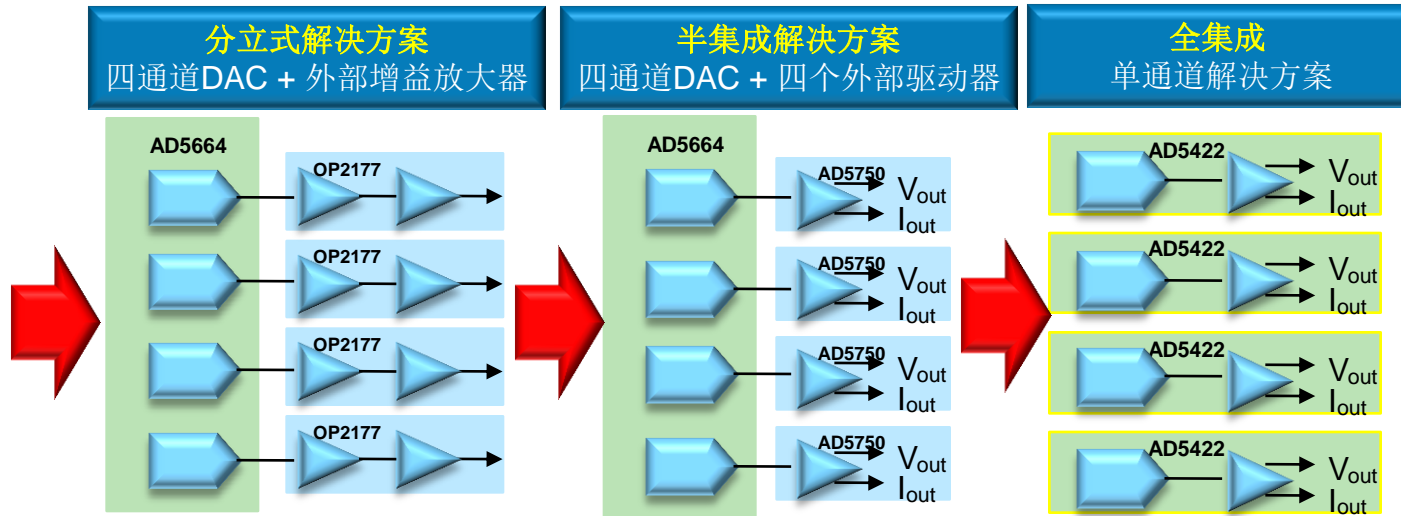 分立式解决方案
四通道DAC + 外部增益放大器
AD5664
OP2177
OP2177
OP2177
OP2177
半集成解决方案
四通道DAC + 四个外部驱动器
AD5664
AD5750
Vout
Iout
AD5750
Vout
Iout
AD5750
Vout
Iout
AD5750
Vout
Iout
全集成
单通道解决方案
AD5422
Vout
Iout
AD5422
Vout
Iout
AD5422
Vout
Iout
AD5422
Vout
Iout